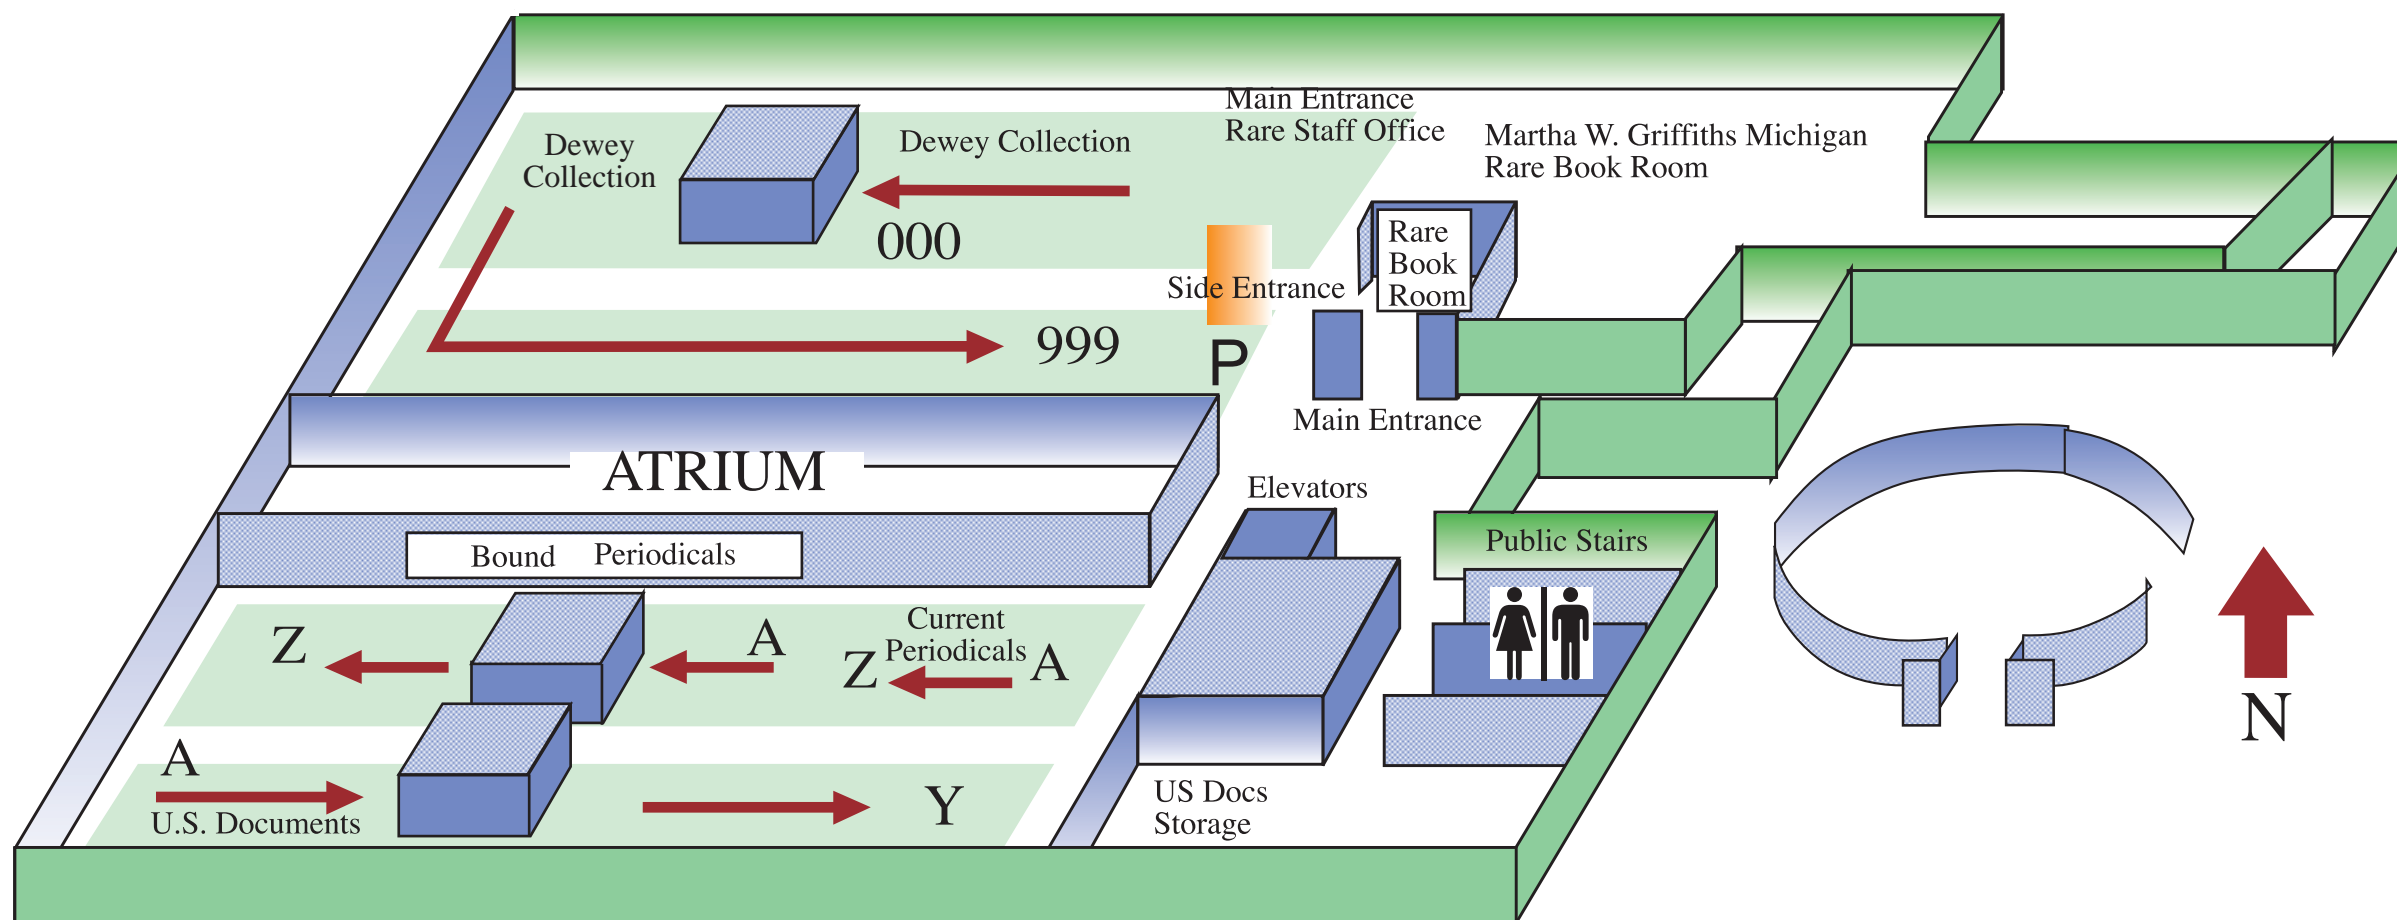 Main Entrance
Rare Staff Office
Martha W. Griffiths Michigan
Rare Book Room
Dewey
Collection
Dewey Collection
000
Rare
Book
Room
Side Entrance
999
P
Main Entrance
ATRIUM
Elevators
Bound Periodicals
Public Stairs
Current
Periodicals
Z
A
Z
A
A
U.S. Documents
Y
US Docs
Storage
N